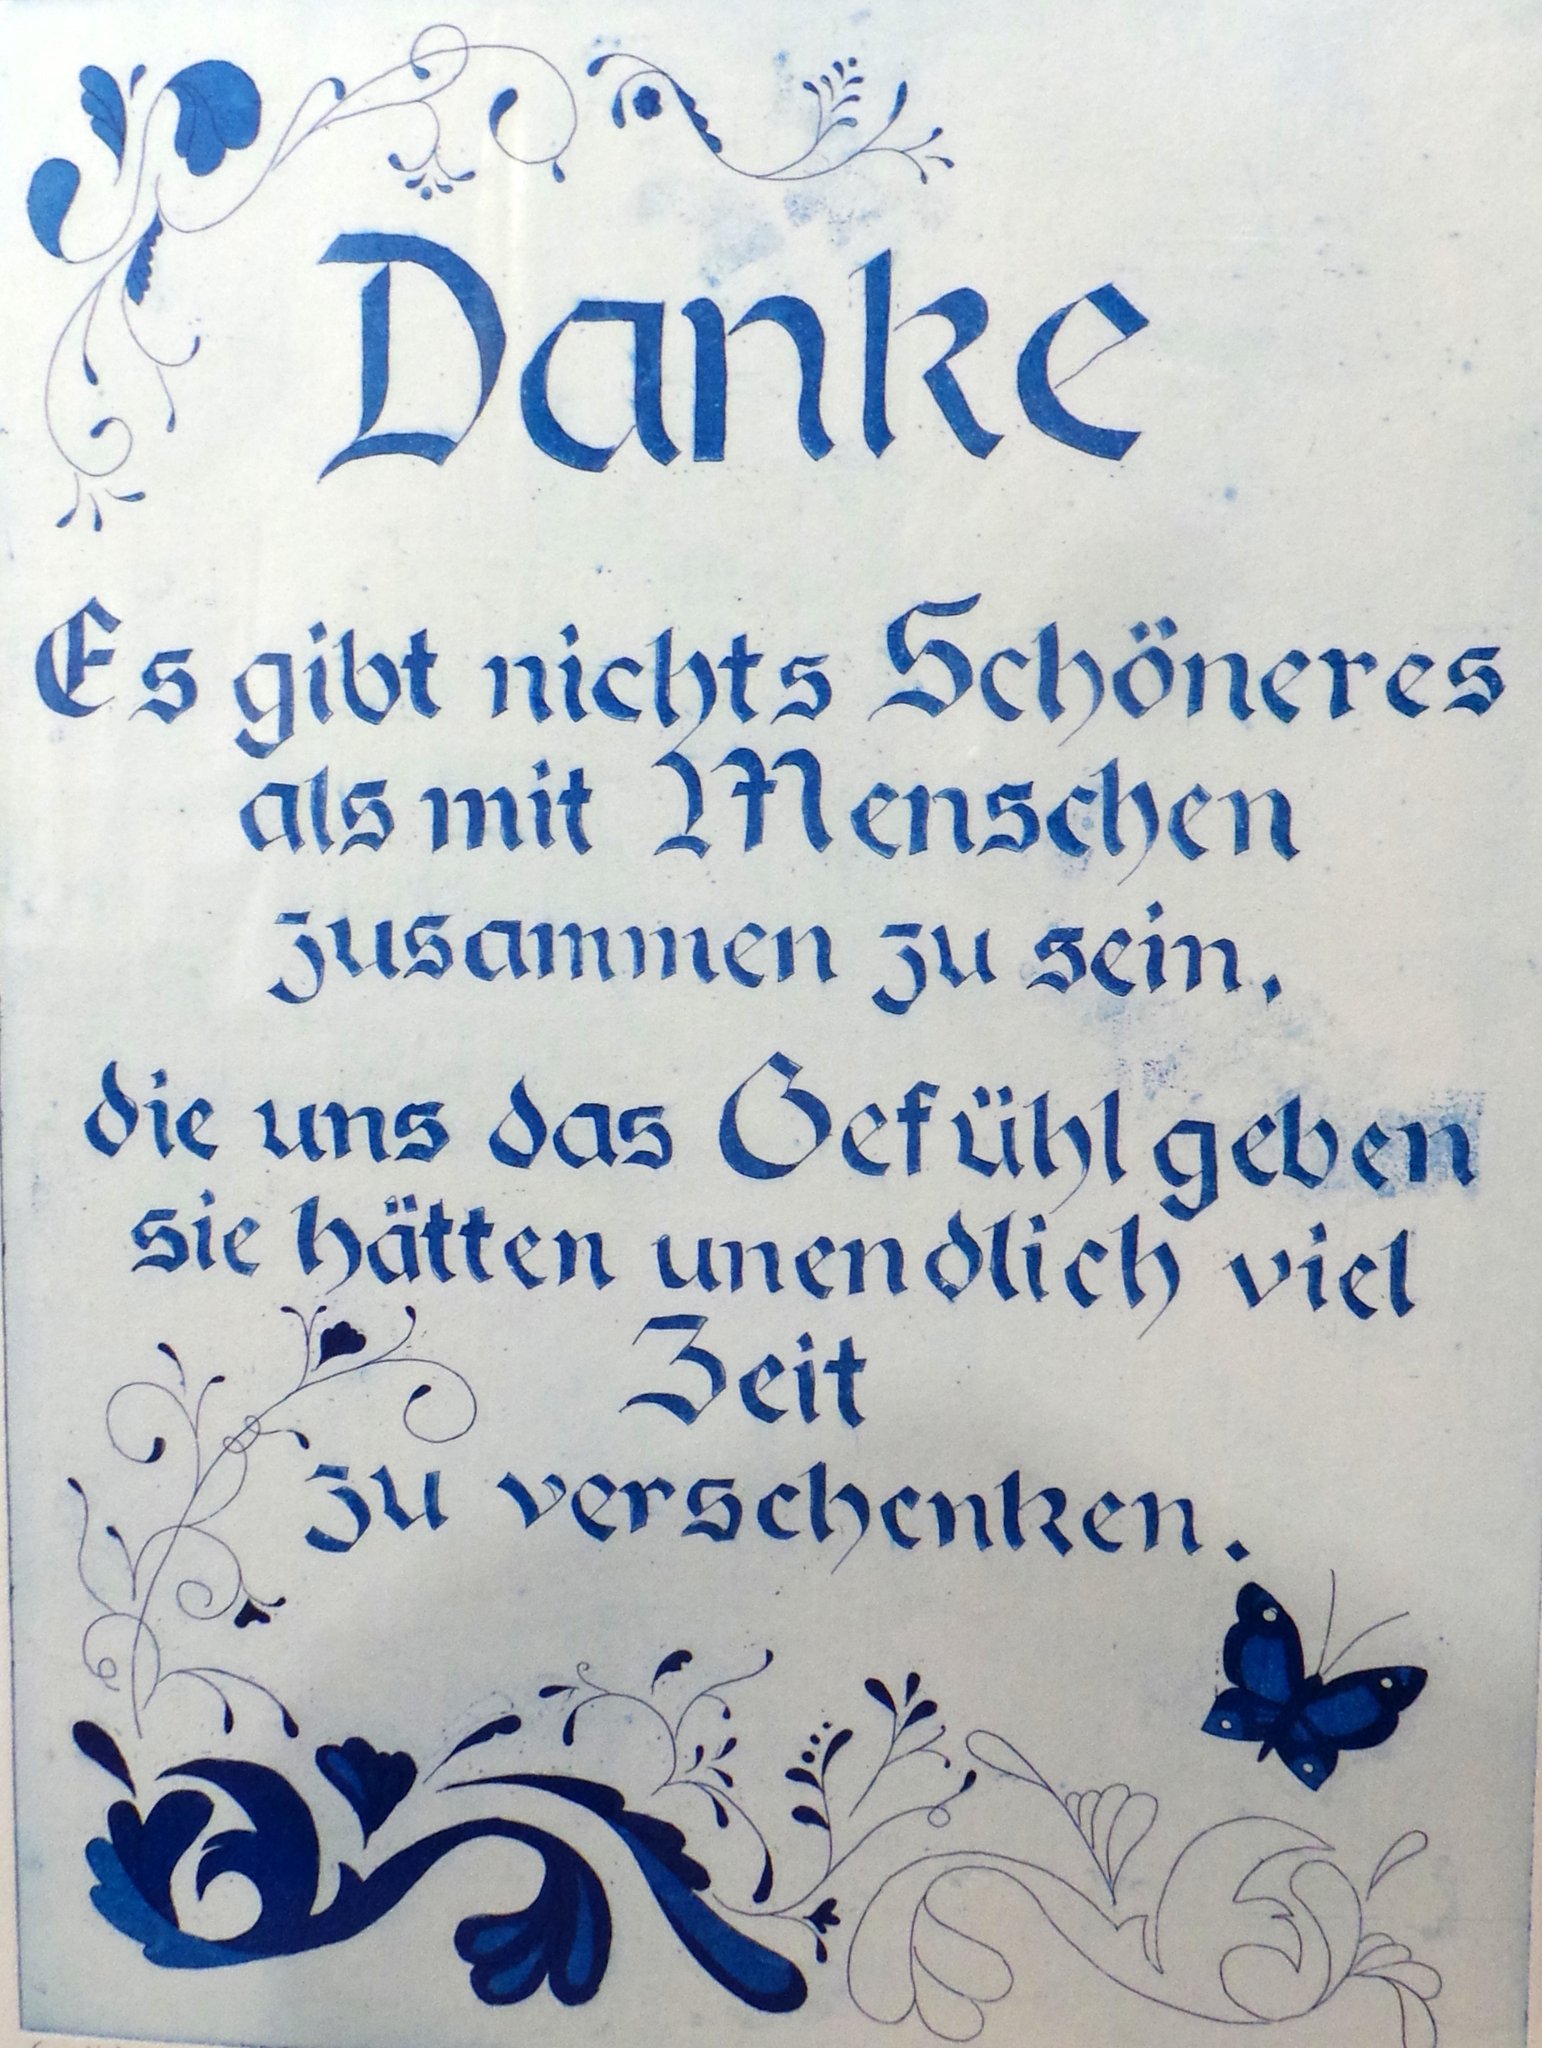 Danke
Es gibt nichts Schöneres
als mit Menschen
zusammen zu sein,
die uns das Gefühl geben
sie hätten unendlich viel
Zeit
zu verschenken.